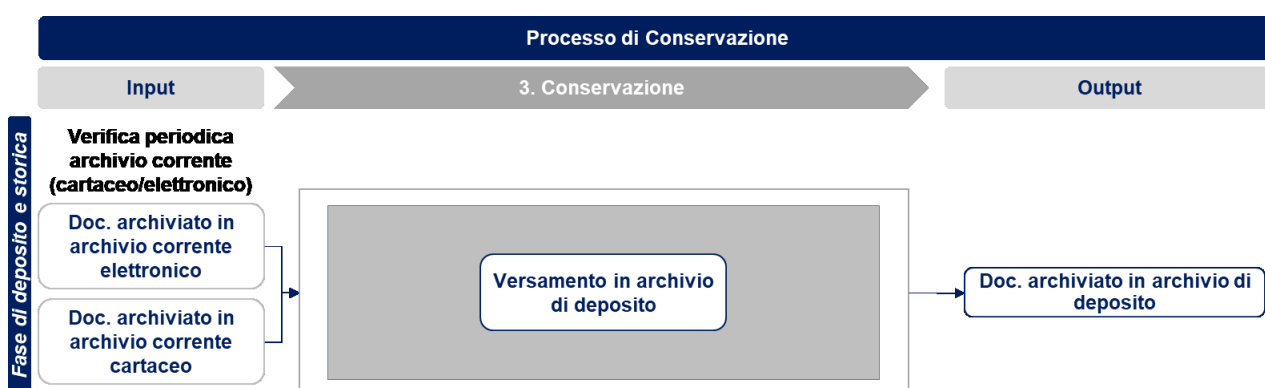 Processo di Conservazione
Input
3. Conservazione
Output
Fase di deposito e storica
Verifica periodica
archivio corrente
(cartaceo/elettronico)
Doc. archiviato in
archivio corrente
elettronico
Doc. archiviato in
archivio corrente
cartaceo
Versamento in archivio
di deposito
Doc. archiviato in archivio di
deposito